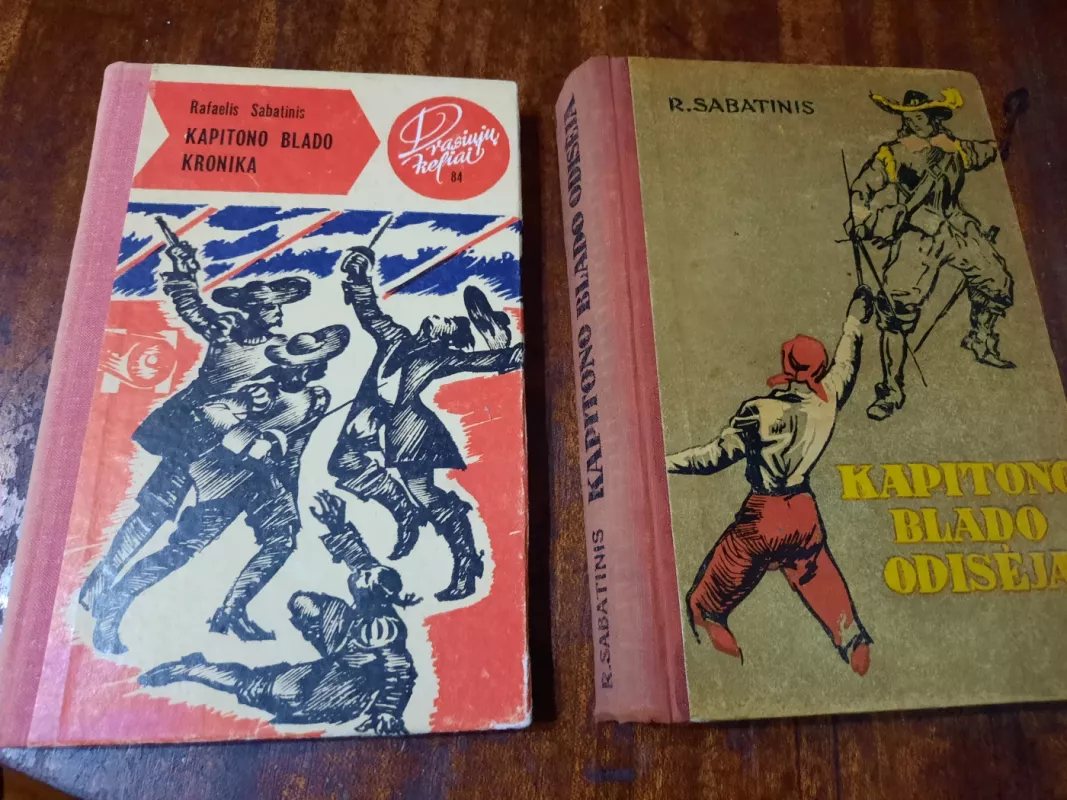 Rafaelis Sabatinis
KAPITONO BLADO
KRONIKA
Drąsiųjų
keliai
84
R. SABATINIS KAPITONO BLADO ODISĖJA
R. SABATINIS
KAPITONO
BLADO
ODISĖJA